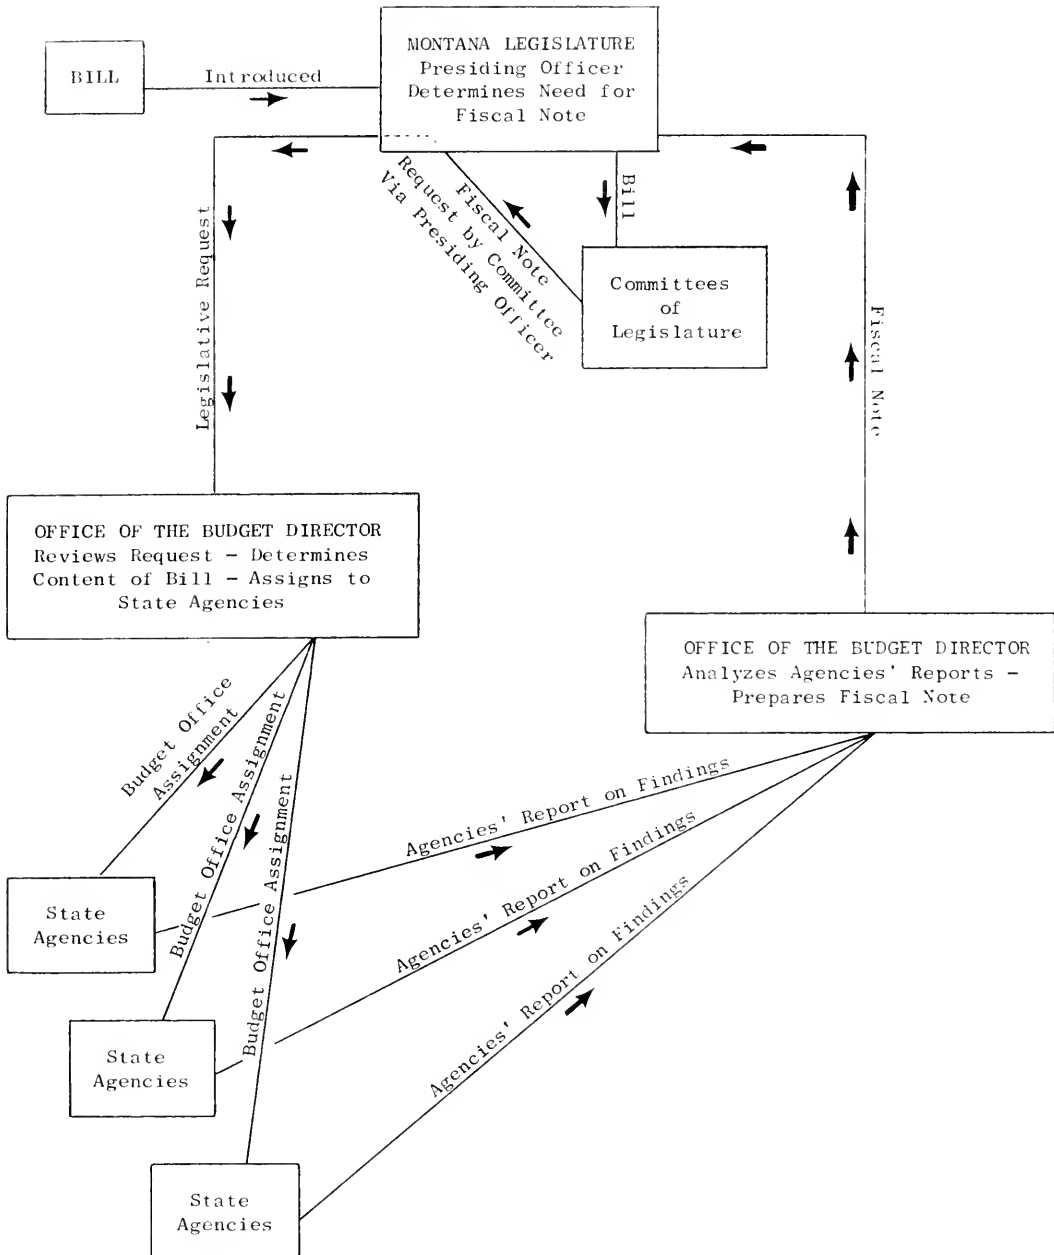 BILL
Introduced
MONTANA LEGISLATURE
Presiding Officer
Determines Need for
Fiscal Note
Bill
Fiscal Note
Request by Committee
Via Presiding Officer
Committees
of
Legislature
Legislative Request
Fiscal Note
OFFICE OF THE BUDGET DIRECTOR
Reviews Request - Determines
Content of Bill - Assigns to
State Agencies
OFFICE OF THE BUDGET DIRECTOR
Analyzes Agencies' Reports -
Prepares Fiscal Note
Budget Office
Assignment
Budget Office Assignment
Budget Office Assignment
Agencies' Report on Findings
Agencies' Report on Findings
Agencies' Report on Findings
State
Agencies
State
Agencies
State
Agencies